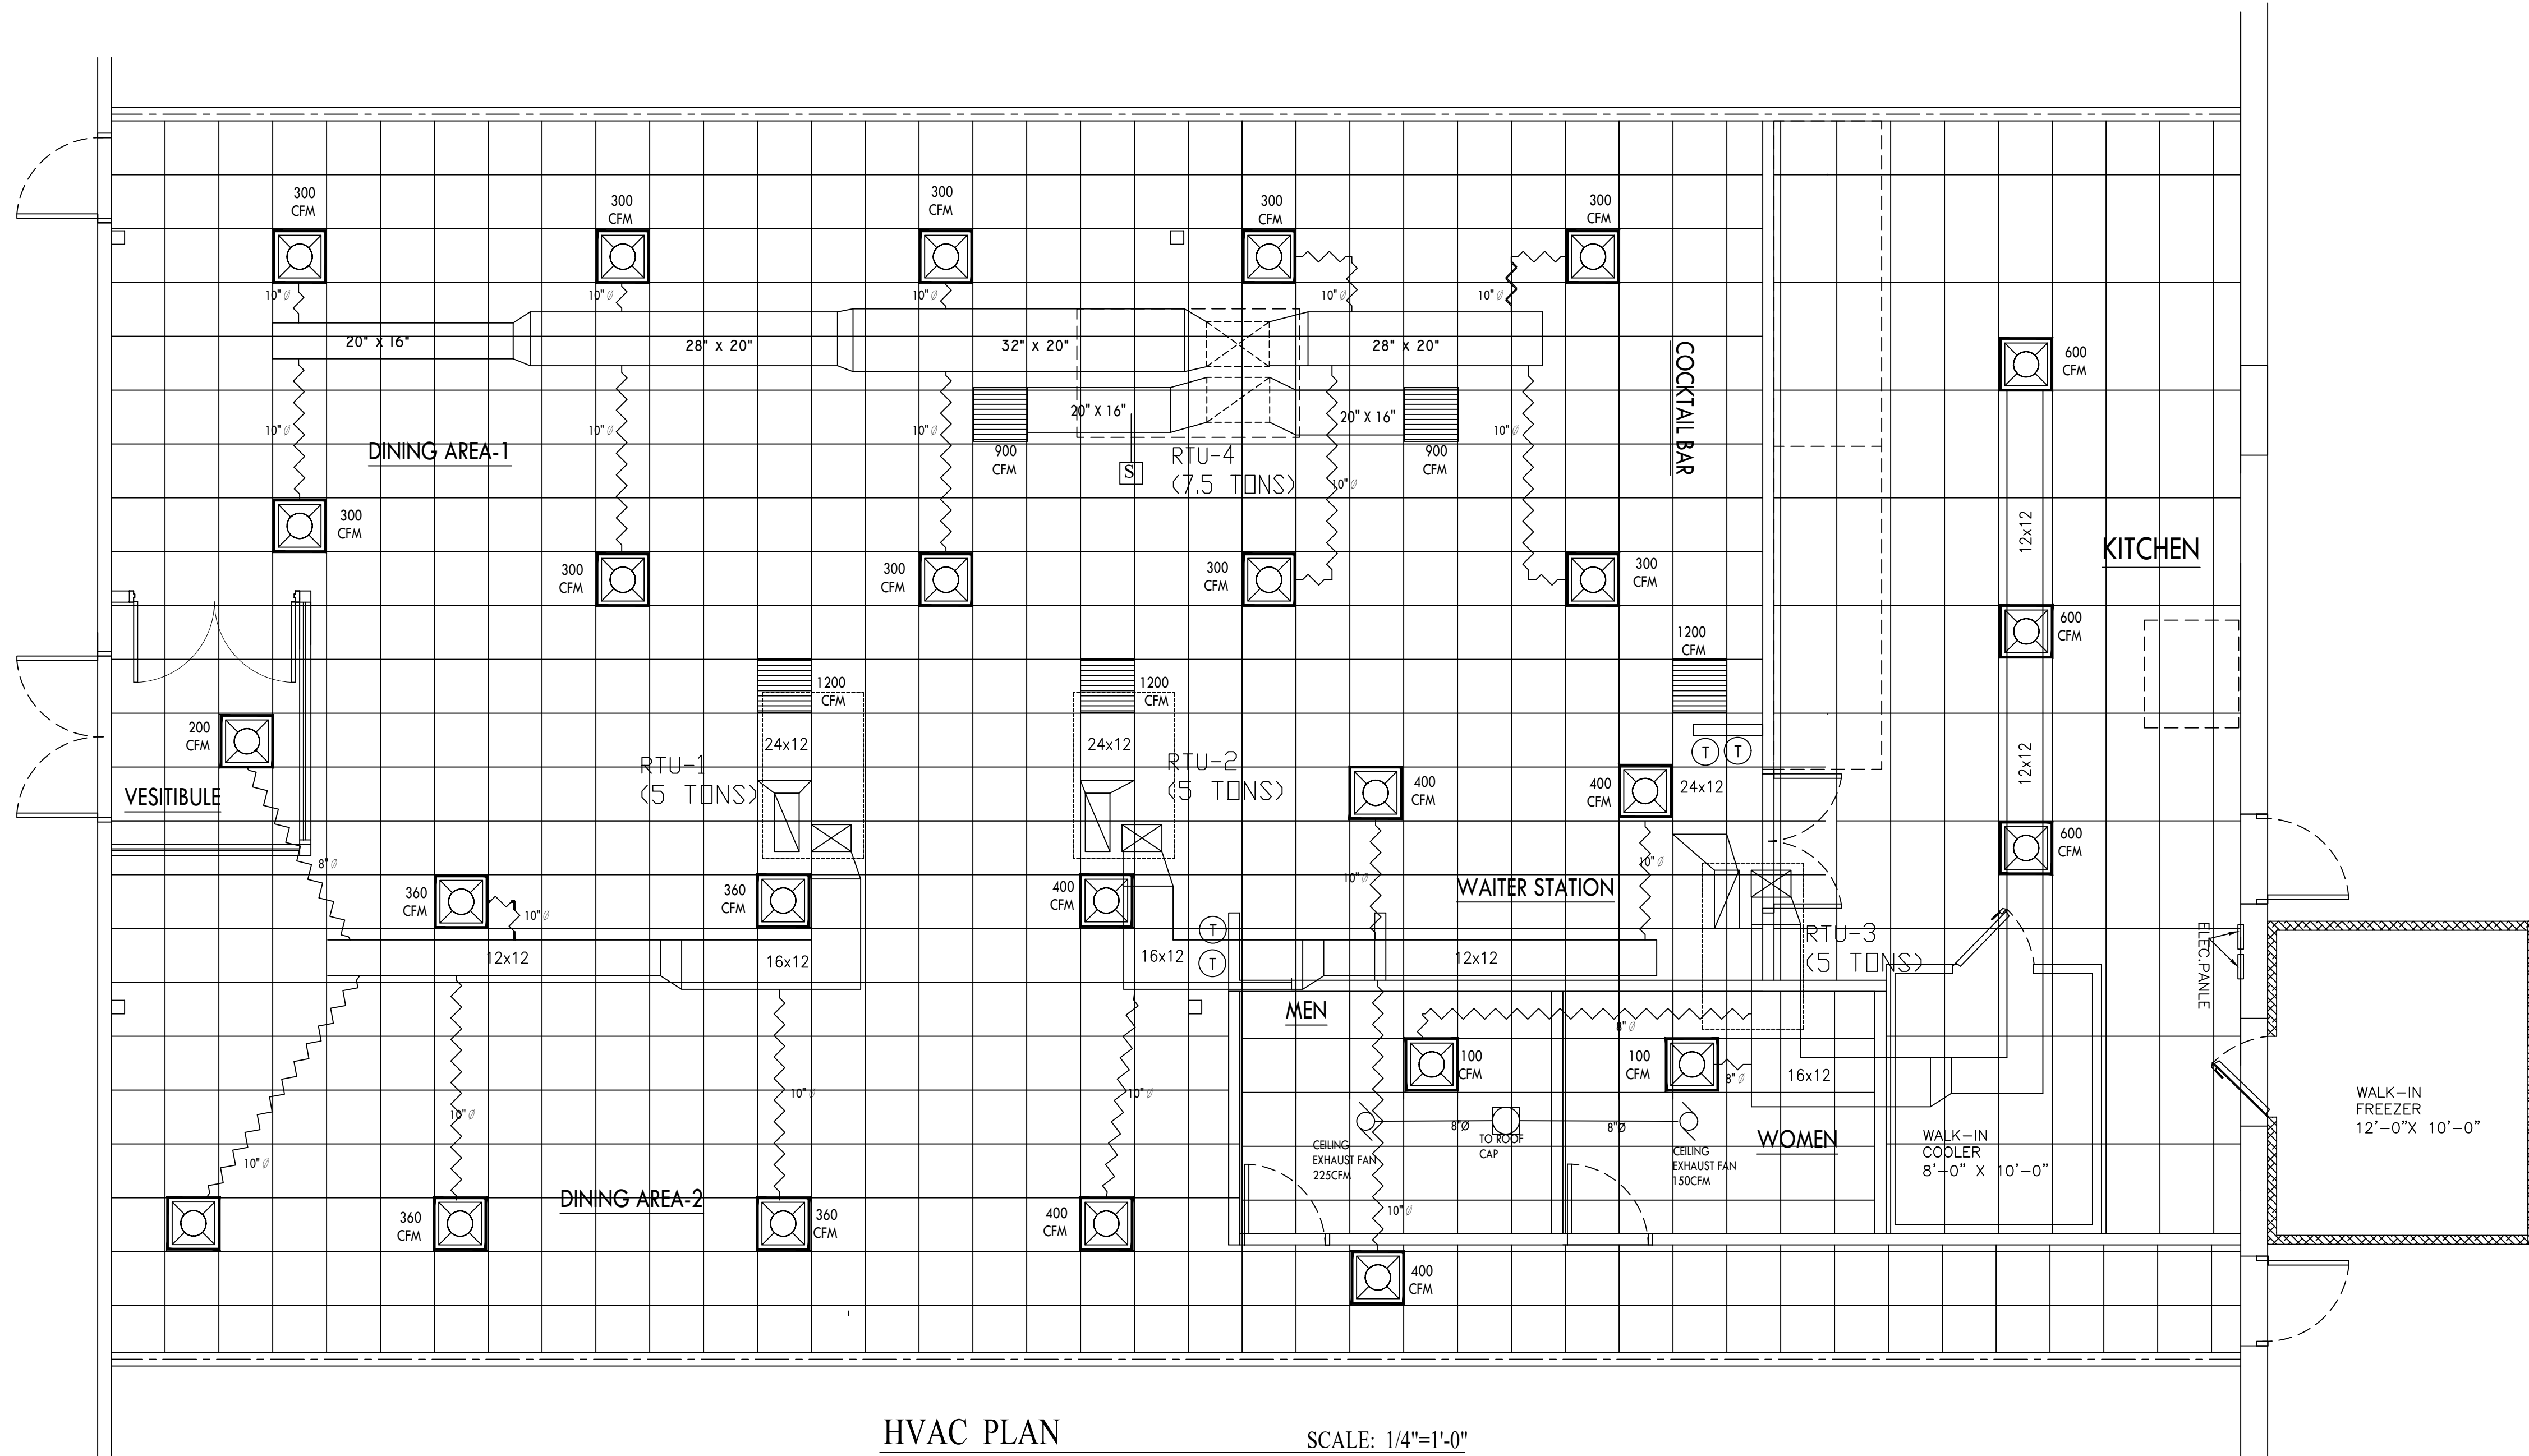 300
CFM
300
CFM
300
CFM
300
CFM
300
CFM
10"∅
10"∅
10"∅
10"∅
10"∅
20" X 16"
28" X 20"
32" X 20"
28" X 20"
COCKTAIL BAR
600
CFM
20" X 16"
20" X 16"
10"∅
10"∅
10"∅
10"∅
DINING AREA-1
900
CFM
RTU-4
(7.5 TONS)
900
CFM
S
10"∅
300
CFM
12x12
KITCHEN
300
CFM
300
CFM
300
CFM
300
CFM
600
CFM
1200
CFM
1200
CFM
1200
CFM
200
CFM
24x12
24x12
T
T
12x12
RTU-1
(5 TONS)
RTU-2
(5 TONS)
400
CFM
400
CFM
24x12
VESITIBULE
8"∅
10"∅
10"∅
600
CFM
360
CFM
10"∅
360
CFM
400
CFM
WAITER STATION
T
T
RTU-3
(5 TONS)
ELEC.PANLE
12x12
16x12
16x12
12x12
MEN
8"∅
100
CFM
100
CFM
8"∅
16x12
10"∅
10"∅
10"∅
WALK-IN
FREEZER
12'-0"X 10'-0"
8"Ø
TO ROOF
CAP
8"Ø
CEILING
EXHAUST FAN
225CFM
CEILING
EXHAUST FAN
150CFM
WOMEN
WALK-IN
COOLER
8'-0" X 10'-0"
10"∅
DINING AREA-2
10"∅
360
CFM
360
CFM
400
CFM
400
CFM
HVAC PLAN
SCALE: 1/4"=1'-0"